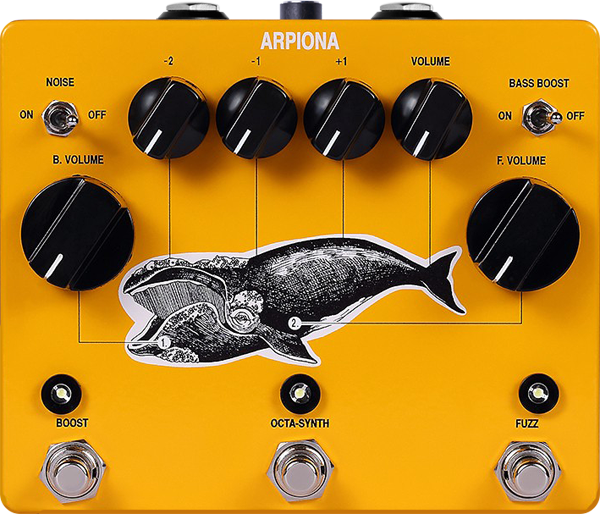 ARPIONA
-2 -1 +1 VOLUME
NOISE
BASS BOOST
ON OFF
ON OFF
B. VOLUME
F. VOLUME
1.
2.
BOOST
OCTA-SYNTH
FUZZ